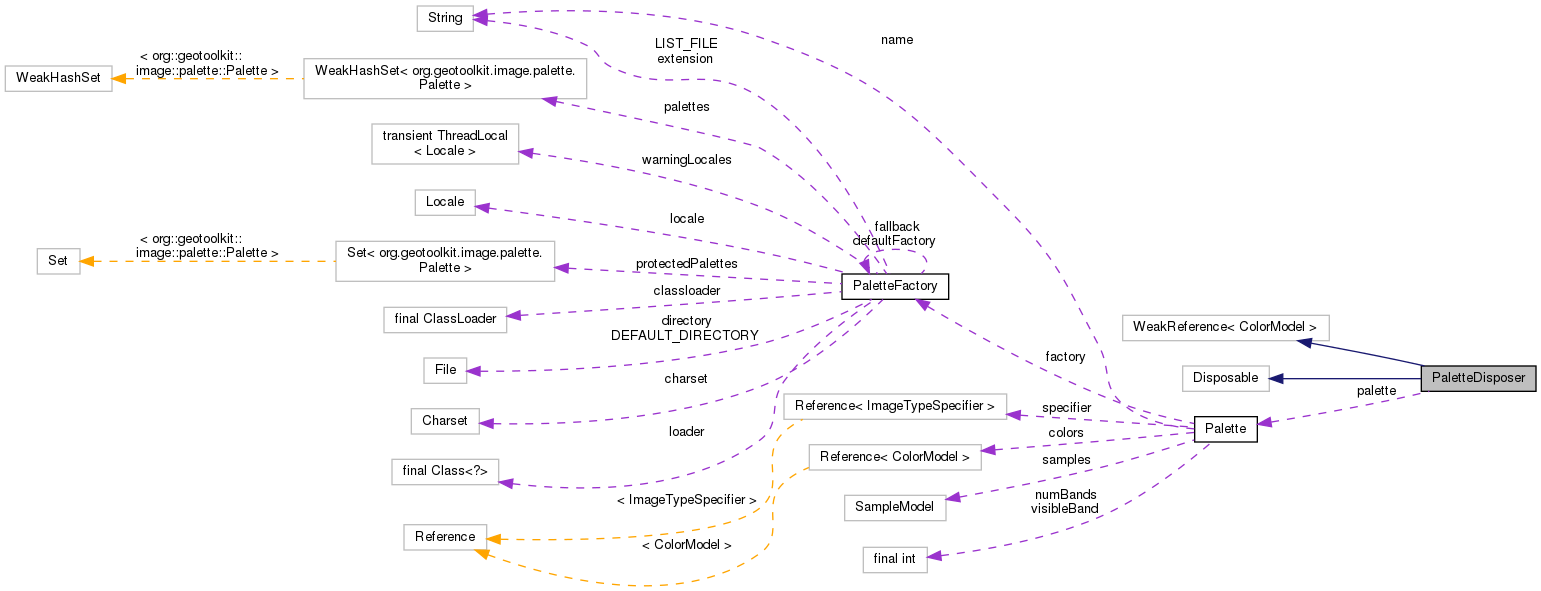 String
name
LIST_FILE
extension
< org::geotoolkit::
image::palette::Palette >
WeakHashSet
WeakHashSet< org.geotoolkit.image.palette.
Palette >
palettes
transient ThreadLocal
< Locale >
warningLocales
Locale
locale
fallback
defaultFactory
< org::geotoolkit::
image::palette::Palette >
Set
Set< org.geotoolkit.image.palette.
Palette >
protectedPalettes
PaletteFactory
classloader
final ClassLoader
directory
DEFAULT_DIRECTORY
WeakReference< ColorModel >
factory
File
Disposable
PaletteDisposer
charset
palette
Reference< ImageTypeSpecifier >
specifier
Charset
Palette
loader
colors
Reference< ColorModel >
samples
final Class<?>
< ImageTypeSpecifier >
numBands
visibleBand
SampleModel
Reference
< ColorModel >
final int